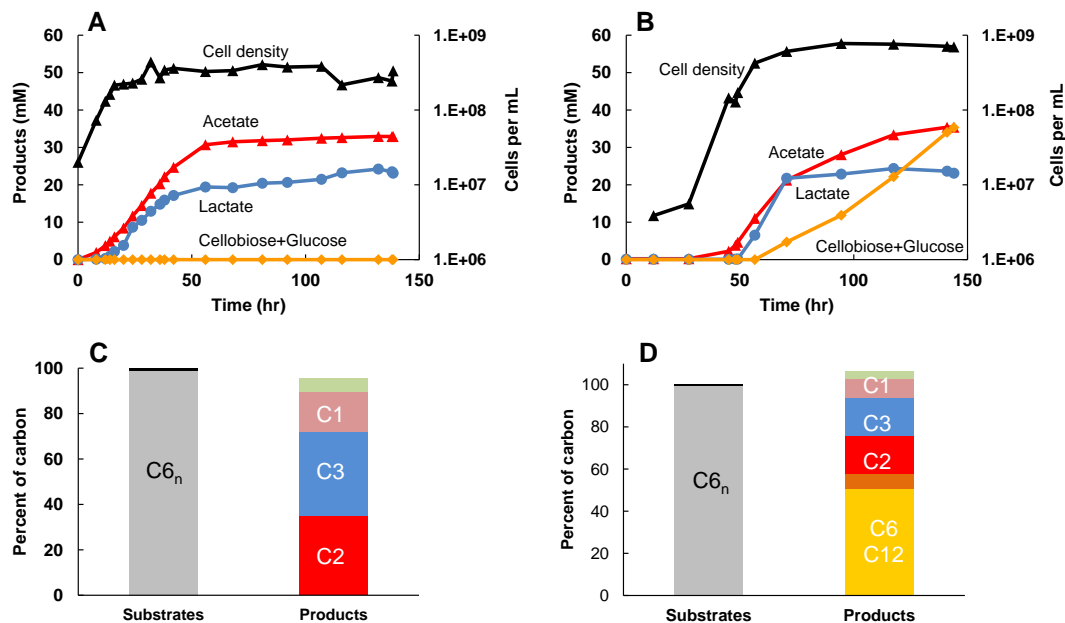 A
Products (mM)
60
50
40
30
20
10
0
Cell density
Acetate
Lactate
Cellobiose+Glucose
1.E+09
1.E+08
1.E+07
1.E+06
Cells per mL
0
50
100
150
Time (hr)
B
Products (mM)
60
50
40
30
20
10
0
Cell density
Acetate
Lactate
Cellobiose+Glucose
1.E+09
1.E+08
1.E+07
1.E+06
Cells per mL
0
50
100
150
Time (hr)
C
Percent of carbon
100
80
60
40
20
0
C6n
C1
C3
C2
Substrates
Products
D
Percent of carbon
100
80
60
40
20
0
C6n
C1
C3
C2
C6
C12
Substrates
Products